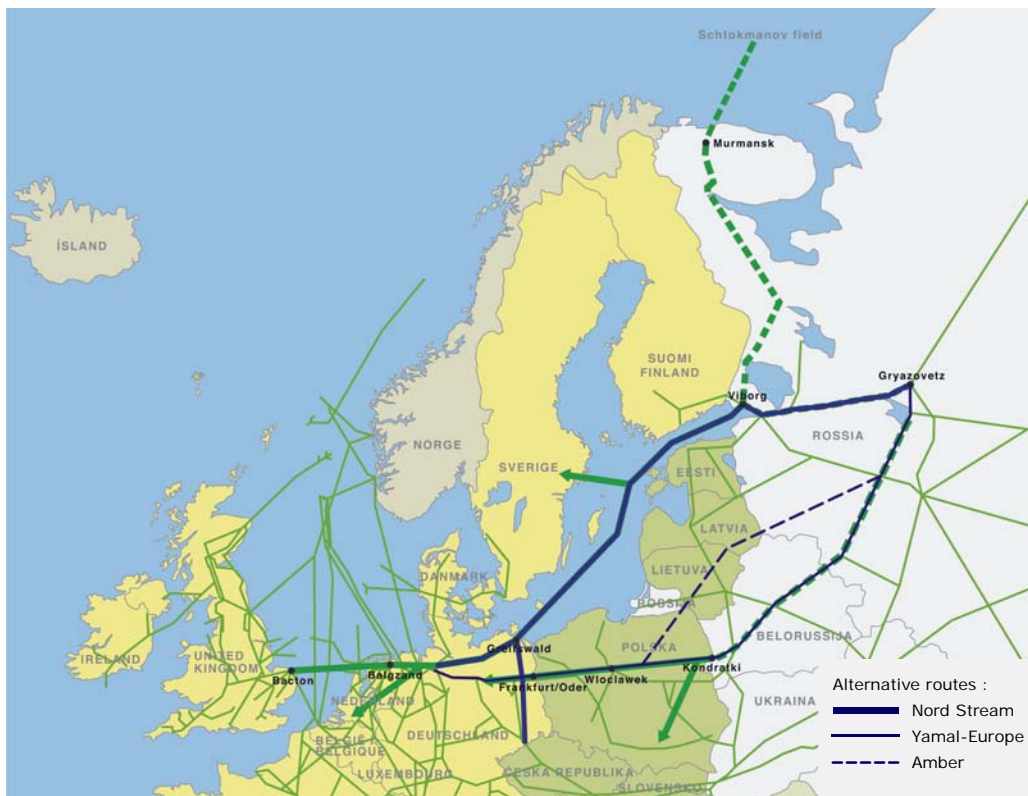 Schtokmanov field
Murmansk
ÍSLAND
SUOMI
FINLAND
Gryazovetz
Viborg
NORGE
ROSSIA
SVERIGE
EESTI
LATVIA
DANMARK
LIETUVA
ROSSIJA
BELORUSSIJA
Greifswald
POLSKA
IRELAND
UNITED
KINGDOM
Bacton
Balgzand
Frankfurt/Oder
Wloclawek
Kondratki
NEDERLAND
UKRAINA
BELGIË
BELGIQUE
DEUTSCHLAND
LUXEMBOURG
ČESKA REPUBLIKA
SLOVENSKO
Alternative routes :
Nord Stream
Yamal-Europe
Amber